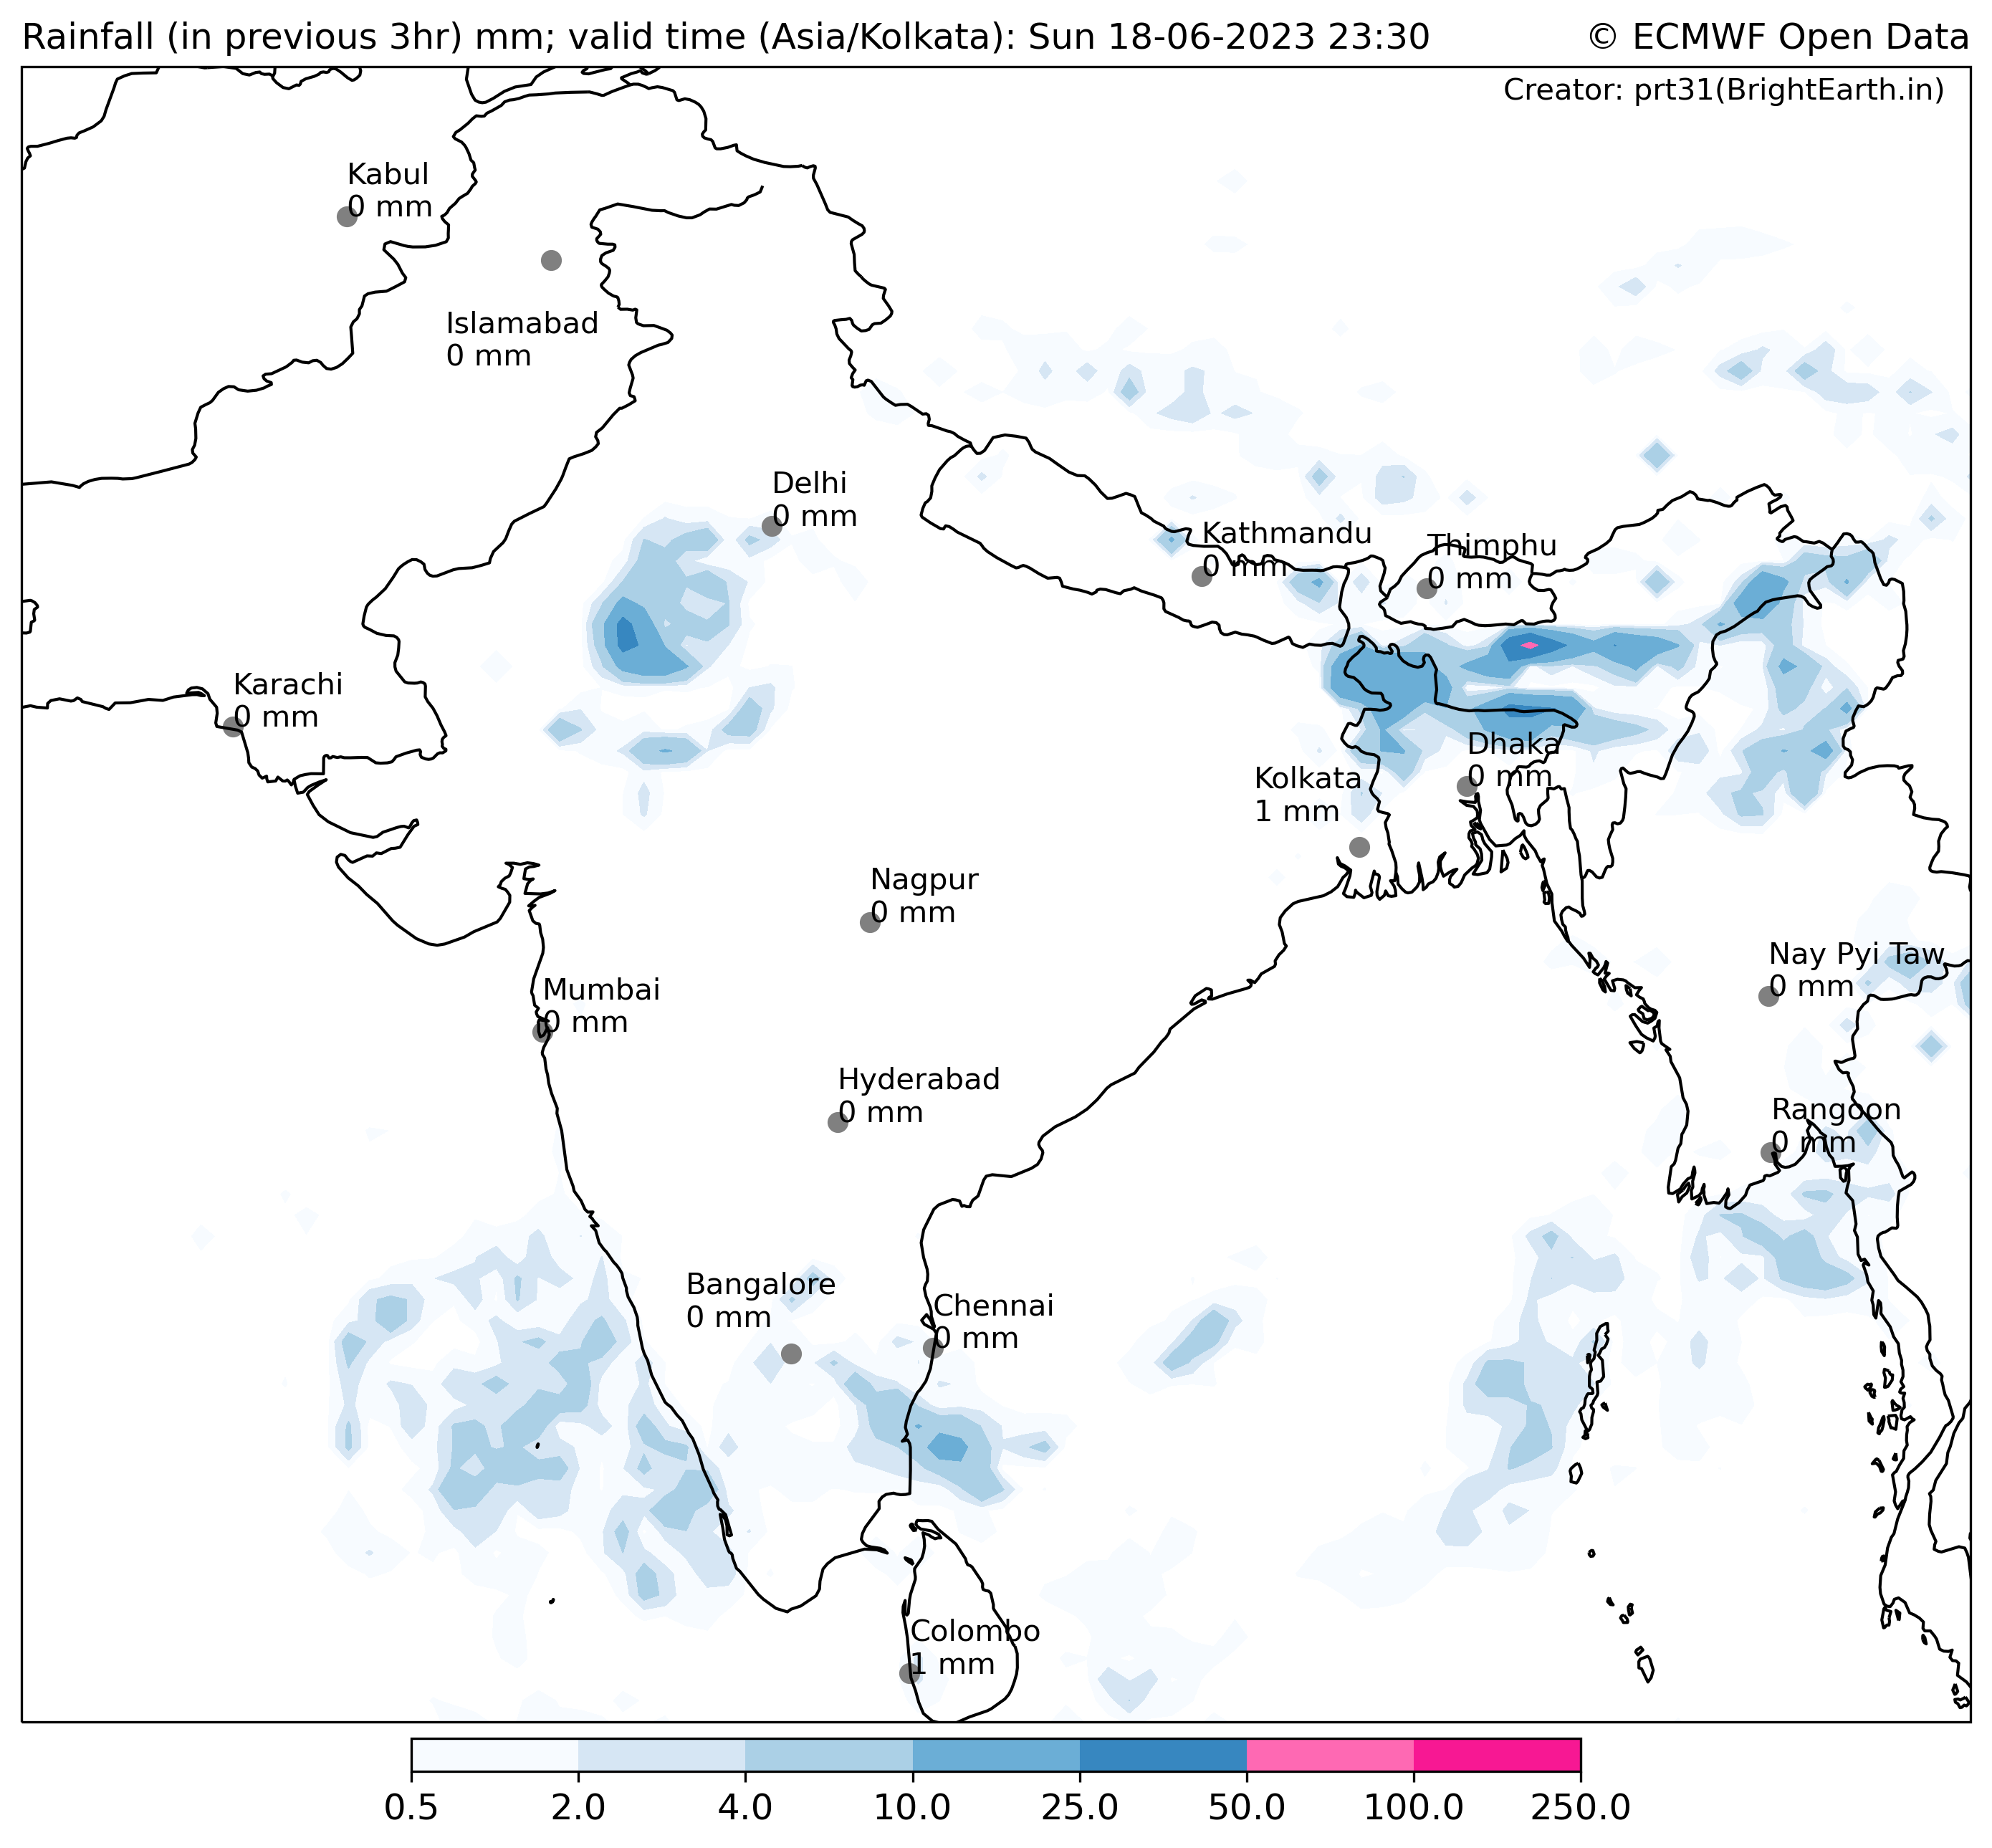 Rainfall (in previous 3hr) mm; valid time (Asia/Kolkata): Sun 18-06-2023 23:30
© ECMWF Open Data
Creator: prt31(BrightEarth.in)
Kabul
0 mm
Islamabad
0 mm
Delhi
0 mm
Kathmandu
0 mm
Thimphu
0 mm
Karachi
0 mm
Dhaka
0 mm
Kolkata
1 mm
Nagpur
0 mm
Nay Pyi Taw
0 mm
Mumbai
0 mm
Hyderabad
0 mm
Rangoon
0 mm
Bangalore
0 mm
Chennai
0 mm
Colombo
1 mm
0.5 2.0 4.0 10.0 25.0 50.0 100.0 250.0